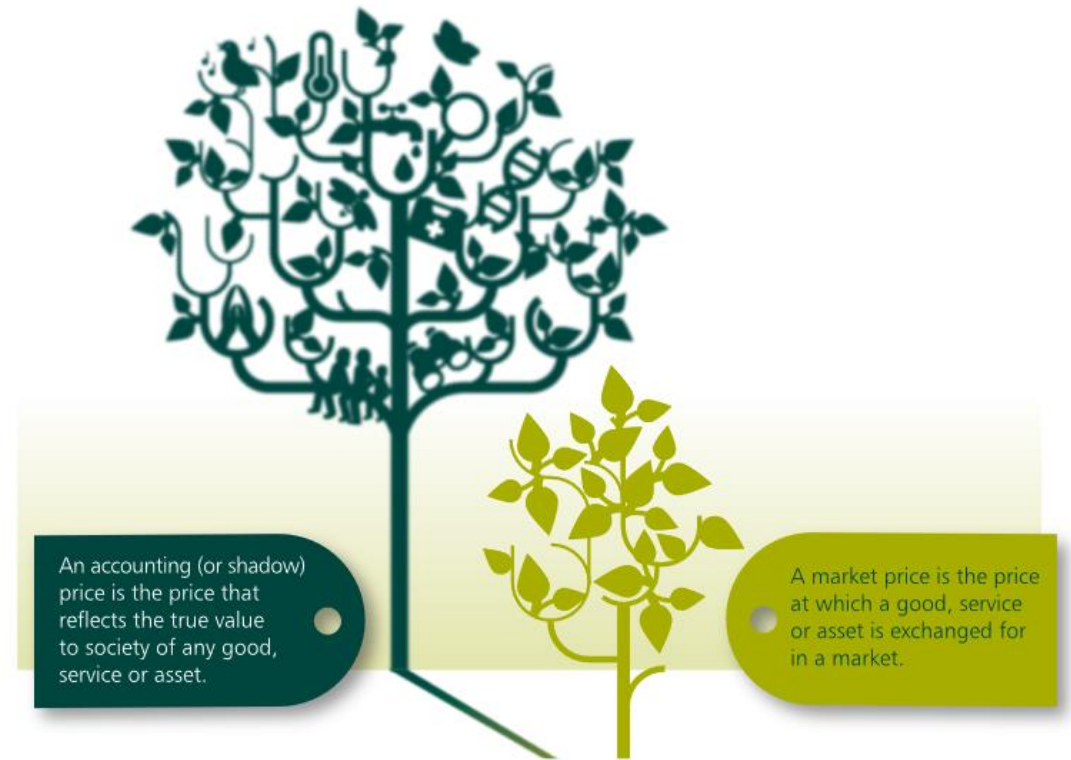 An accounting (or shadow)
price is the price that
reflects the true value
to society of any good,
service or asset.
A market price is the price
at which a good, service
or asset is exchanged for
in a market.